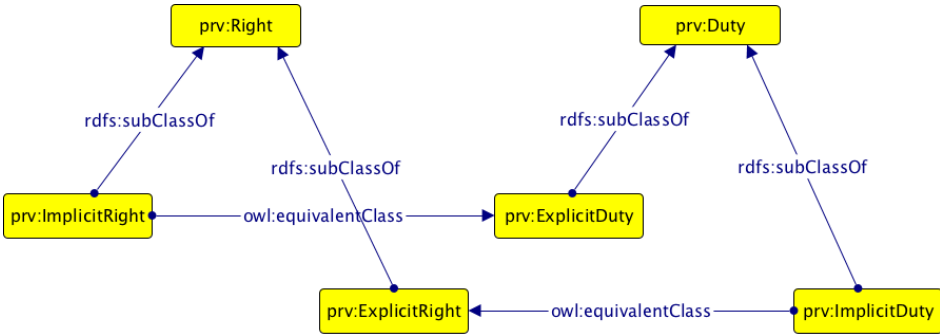 prv:Right
prv:Duty
rdfs:subClassOf
rdfs:subClassOf
rdfs:subClassOf
rdfs:subClassOf
prv:ImplicitRight
owl:equivalentClass
prv:ExplicitDuty
prv:ExplicitRight
owl:equivalentClass
prv:ImplicitDuty